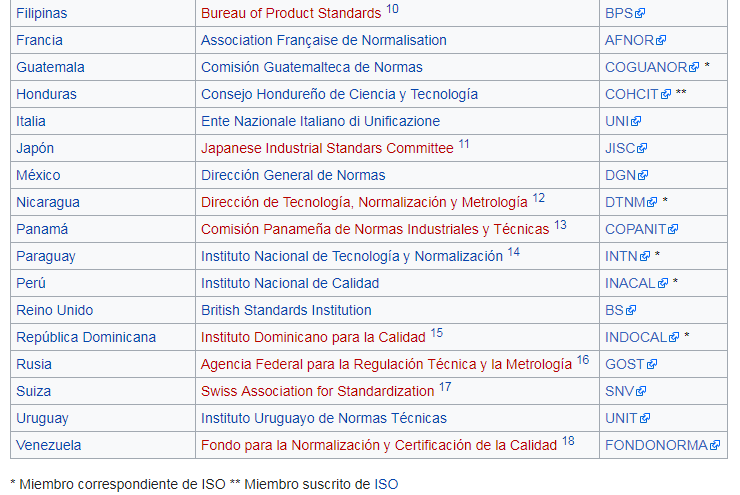 Filipinas Bureau of Product Standards 10 BPS
Francia Association Française de Normalisation AFNOR
Guatemala Comisión Guatemalteca de Normas COGUANOR *
Honduras Consejo Hondureño de Ciencia y Tecnología COHCIT **
Italia Ente Nazionale Italiano di Unificazione UNI
Japón Japanese Industrial Standars Committee 11 JISC
México Dirección General de Normas DGN
Nicaragua Dirección de Tecnología, Normalización y Metrología 12 DTNM *
Panamá Comisión Panameña de Normas Industriales y Técnicas 13 COPANIT
Paraguay Instituto Nacional de Tecnología y Normalización 14 INTN *
Perú Instituto Nacional de Calidad INACAL *
Reino Unido British Standards Institution BS
República Dominicana Instituto Dominicano para la Calidad 15 INDOCAL *
Rusia Agencia Federal para la Regulación Técnica y la Metrología 16 GOST
Suiza Swiss Association for Standardization 17 SNV
Uruguay Instituto Uruguayo de Normas Técnicas UNIT
Venezuela Fondo para la Normalización y Certificación de la Calidad 18 FONDONORMA
* Miembro correspondiente de ISO ** Miembro suscrito de ISO